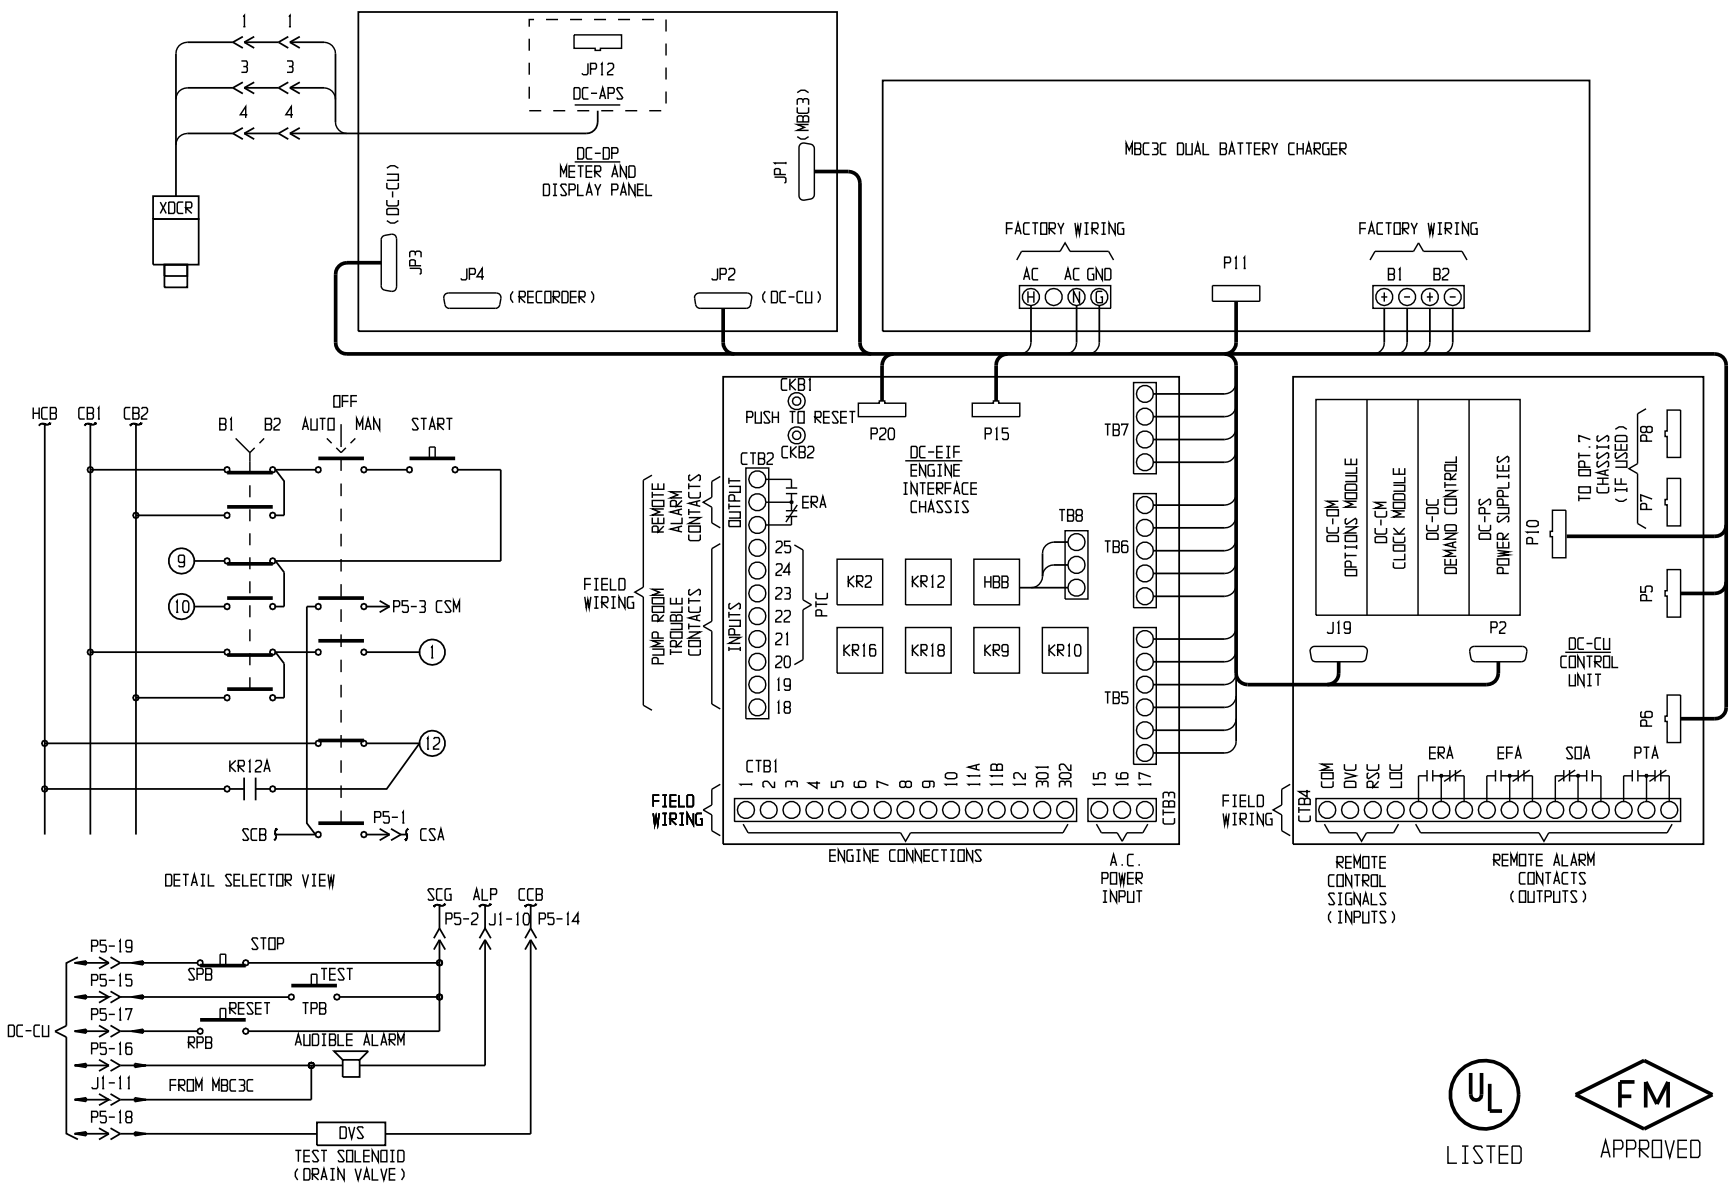 1 1
3 3
4 4
XDCR
JP12
DC-APS
DC-DP
METER AND
DISPLAY PANEL
JP1
(MBC3)
(DC-CU)
JP3
JP4
(RECORDER)
JP2
(DC-CU)
MBC3C DUAL BATTERY CHARGER
FACTORY WIRING
AC AC GND
H N G
P11
FACTORY WIRING
B1 B2
+ - + -
HCB CB1 CB2
B1 B2
OFF
AUTO MAN
START
9
10
P5-3 CSM
1
12
KR12A
P5-1
SCB
CSA
DETAIL SELECTOR VIEW
CKB1
PUSH TO RESET
CKB2
P20
P15
DC-EIF
ENGINE
INTERFACE
CHASSIS
TB7
TB6
TB5
TB8
CTB2
REMOTE
ALARM
CONTACTS
OUTPUT
ERA
FIELD
WIRING
PUMP ROOM
TROUBLE
CONTACTS
INPUTS
25
24
23
22
21
20
19
18
PTC
KR2
KR12
HBB
KR16
KR18
KR9
KR10
CTB1
1 2 3 4 5 6 7 8 9 10 11A 11B 12 301 302
15 16 17
CTB3
FIELD
WIRING
ENGINE CONNECTIONS
A.C.
POWER
INPUT
DC-OM
OPTIONS MODULE
DC-CM
CLOCK MODULE
DC-DC
DEMAND CONTROL
DC-PS
POWER SUPPLIES
TO OPT.7
CHASSIS
(IF USED)
P8
P7
P10
P5
P6
J19
P2
DC-CU
CONTROL
UNIT
ERA EFA SOA PTA
COM DVC RSC LOC
CTB4
FIELD
WIRING
REMOTE
CONTROL
SIGNALS
(INPUTS)
REMOTE ALARM
CONTACTS
(OUTPUTS)
SCG ALP CCB
P5-2 J1-10 P5-14
DC-CU
P5-19
STOP
SPB
P5-15
TEST
TPB
P5-17
RESET
RPB
P5-16
AUDIBLE ALARM
J1-11
FROM MBC3C
P5-18
DVS
TEST SOLENOID
(DRAIN VALVE)
UL
LISTED
FM
APPROVED